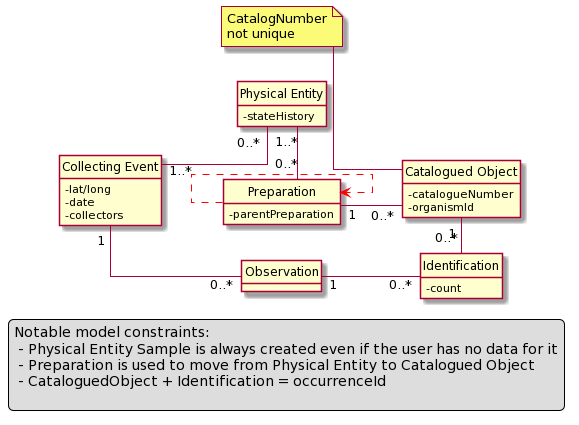 CatalogNumber
not unique
Physical Entity
-stateHistory
0..*
1..*
Collecting Event
-lat/long
-date
-collectors
1..*
0..*
Preparation
-parentPreparation
1
0..*
Catalogued Object
-catalogueNumber
-organismId
1
0..*
1
Observation
0..*
1
Identification
-count
0..*
Notable model constraints:
- Physical Entity Sample is always created even if the user has no data for it
- Preparation is used to move from Physical Entity to Catalogued Object
- CataloguedObject + Identification = occurrenceId